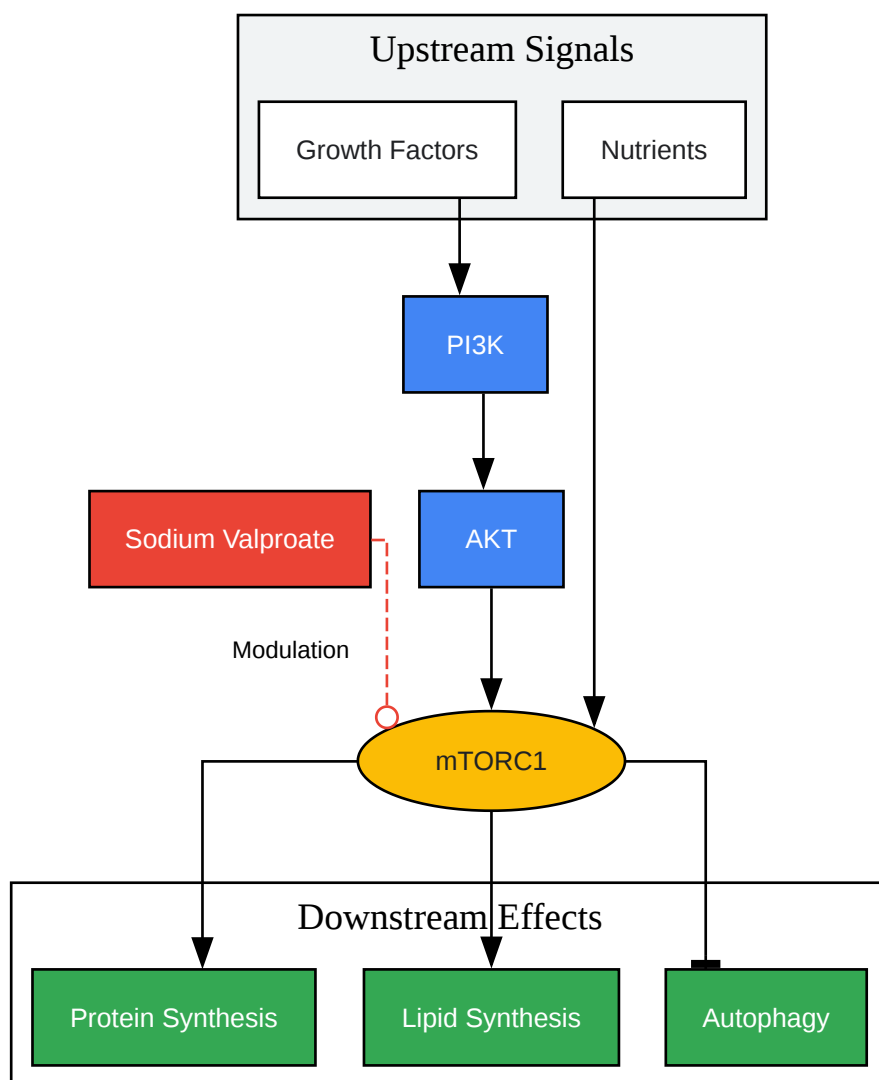 Upstream Signals
Growth Factors
Nutrients
PI3K
Sodium Valproate
AKT
Modulation
mTORC1
Downstream Effects
Protein Synthesis
Lipid Synthesis
Autophagy